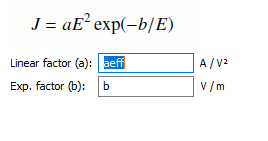 J = aE² exp(−b/E)
Linear factor (a): aeff A / V²
Exp. factor (b): b V / m